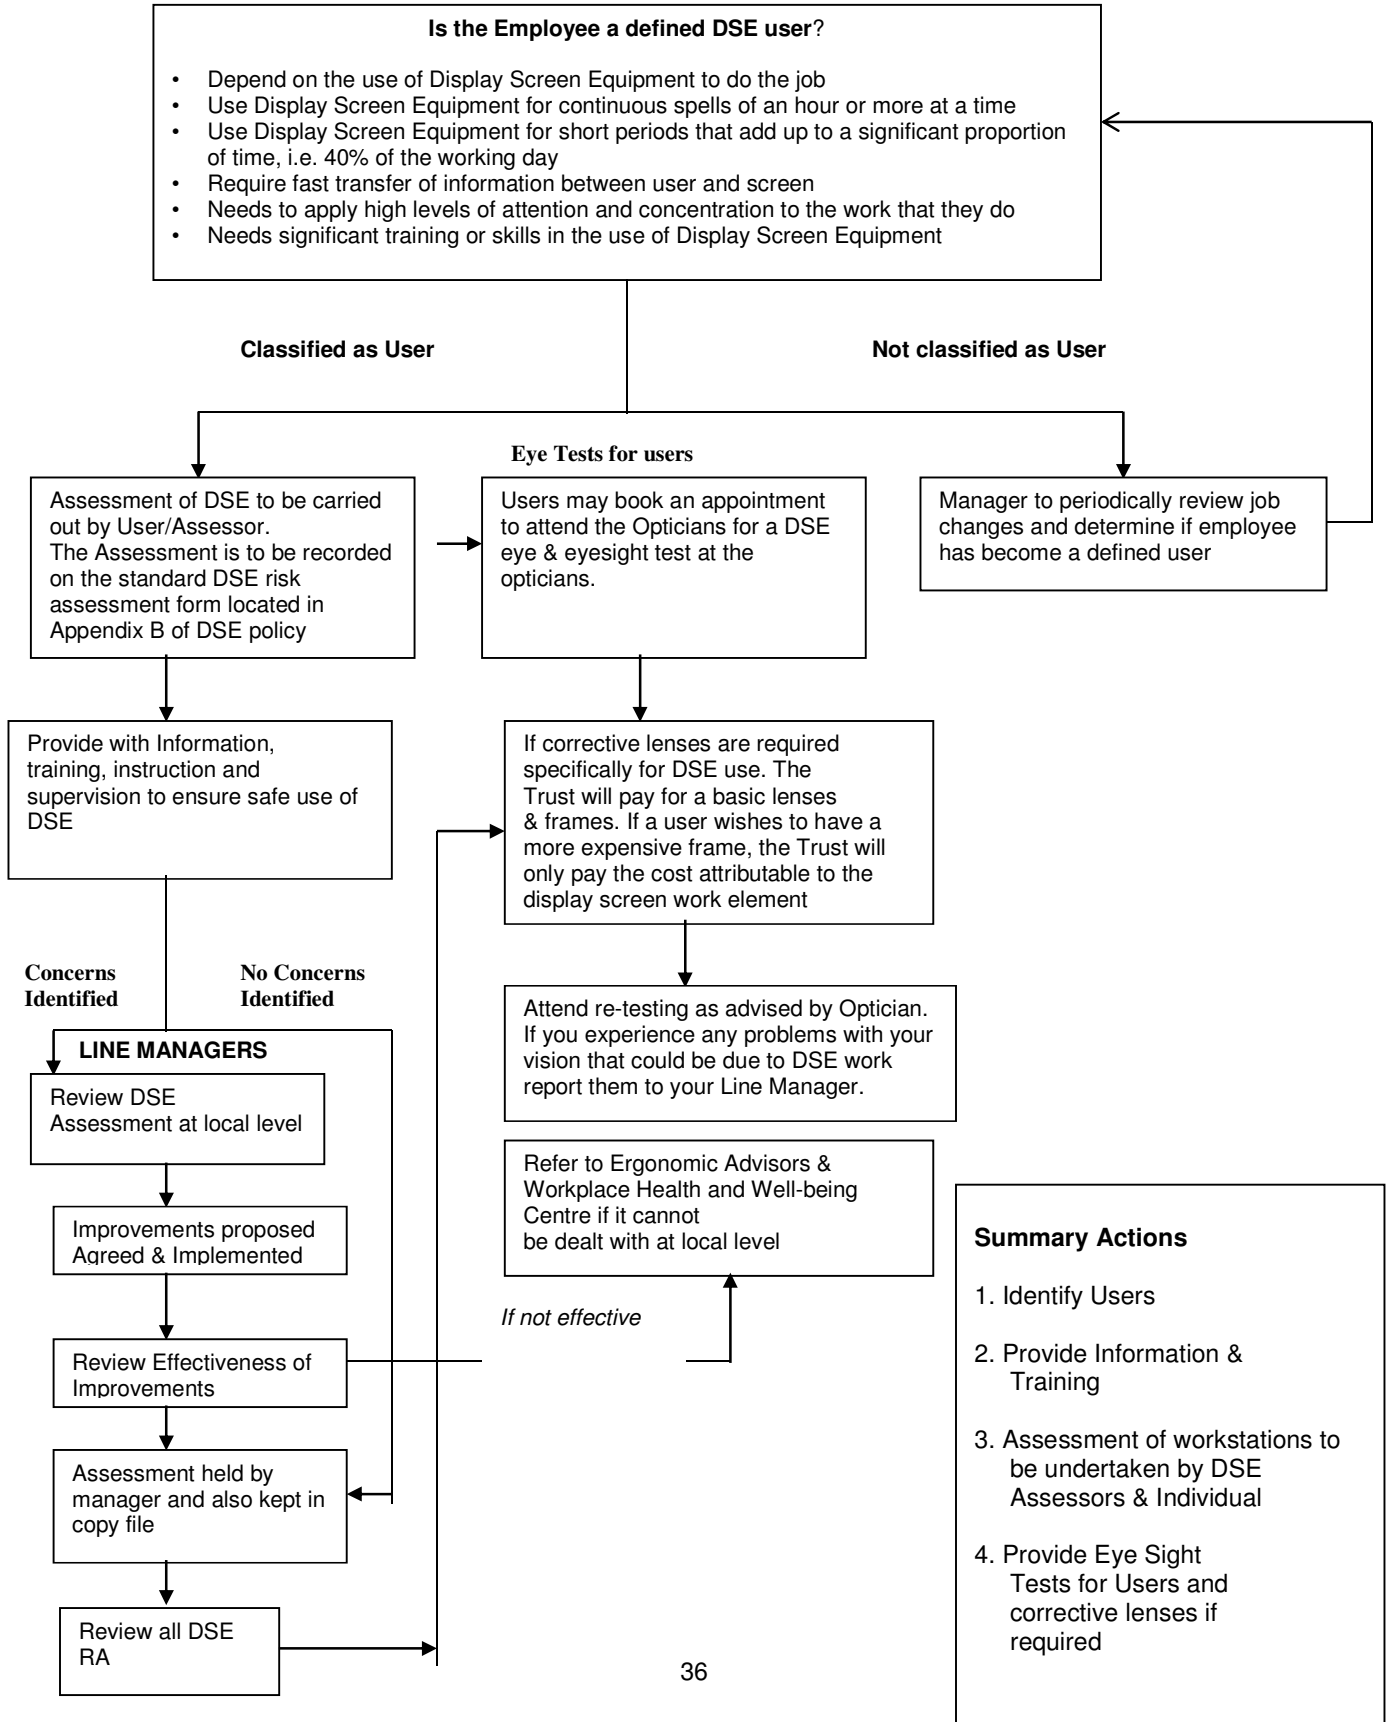 Is the Employee a defined DSE user?
• Depend on the use of Display Screen Equipment to do the job
• Use Display Screen Equipment for continuous spells of an hour or more at a time
• Use Display Screen Equipment for short periods that add up to a significant proportion
of time, i.e. 40% of the working day
• Require fast transfer of information between user and screen
• Needs to apply high levels of attention and concentration to the work that they do
• Needs significant training or skills in the use of Display Screen Equipment
Classified as User
Not classified as User
Eye Tests for users
Assessment of DSE to be carried
out by User/Assessor.
The Assessment is to be recorded
on the standard DSE risk
assessment form located in
Appendix B of DSE policy
Users may book an appointment
to attend the Opticians for a DSE
eye & eyesight test at the
opticians.
Manager to periodically review job
changes and determine if employee
has become a defined user
Provide with Information,
training, instruction and
supervision to ensure safe use of
DSE
If corrective lenses are required
specifically for DSE use. The
Trust will pay for a basic lenses
& frames. If a user wishes to have a
more expensive frame, the Trust will
only pay the cost attributable to the
display screen work element
Concerns
Identified
No Concerns
Identified
Attend re-testing as advised by Optician.
If you experience any problems with your
vision that could be due to DSE work
report them to your Line Manager.
LINE MANAGERS
Review DSE
Assessment at local level
Refer to Ergonomic Advisors &
Workplace Health and Well-being
Centre if it cannot
be dealt with at local level
Improvements proposed
Agreed & Implemented
If not effective
Review Effectiveness of
Improvements
Assessment held by
manager and also kept in
copy file
Review all DSE
RA
Summary Actions
1. Identify Users
2. Provide Information &
Training
3. Assessment of workstations to
be undertaken by DSE
Assessors & Individual
4. Provide Eye Sight
Tests for Users and
corrective lenses if
required
36